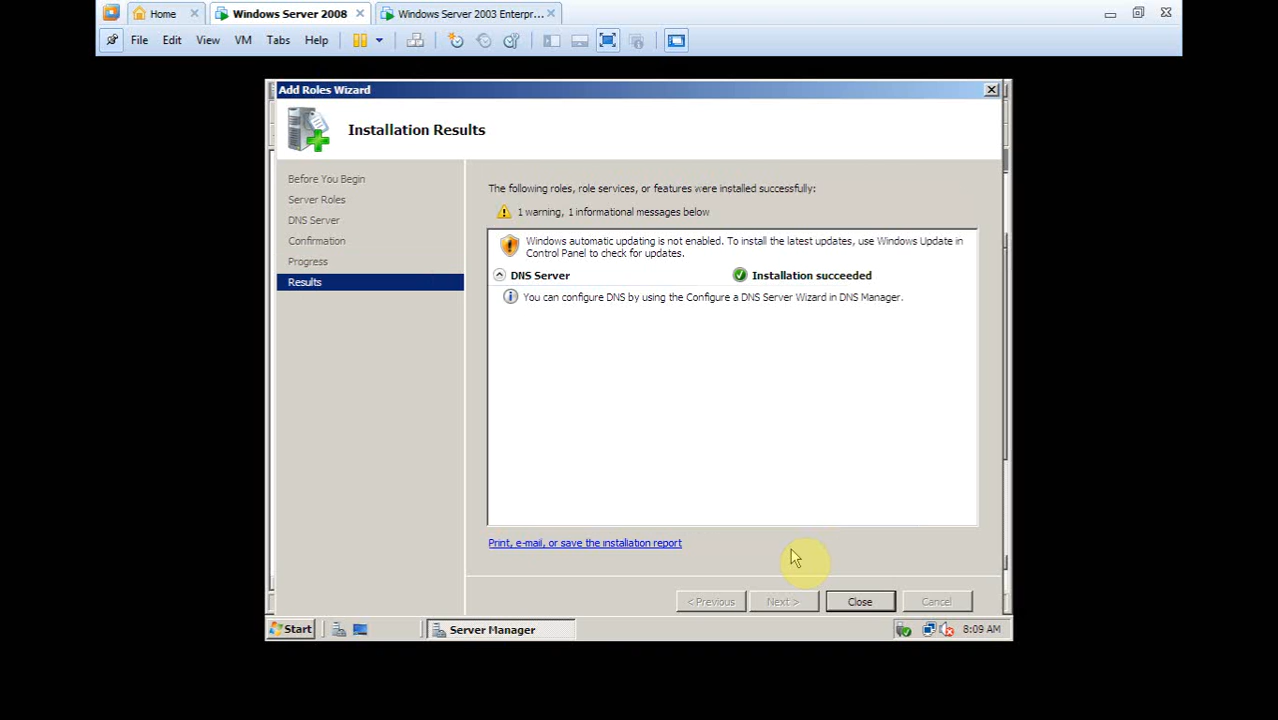 Home
Windows Server 2008
Windows Server 2003 Enterpr...
File Edit View VM Tabs Help
Add Roles Wizard
Installation Results
Before You Begin
Server Roles
DNS Server
Confirmation
Progress
Results
The following roles, role services, or features were installed successfully:
1 warning, 1 informational messages below
Windows automatic updating is not enabled. To install the latest updates, use Windows Update in
Control Panel to check for updates.
DNS Server Installation succeeded
You can configure DNS by using the Configure a DNS Server Wizard in DNS Manager.
Print, e-mail, or save the installation report
< Previous Next > Close Cancel
Start Server Manager 8:09 AM